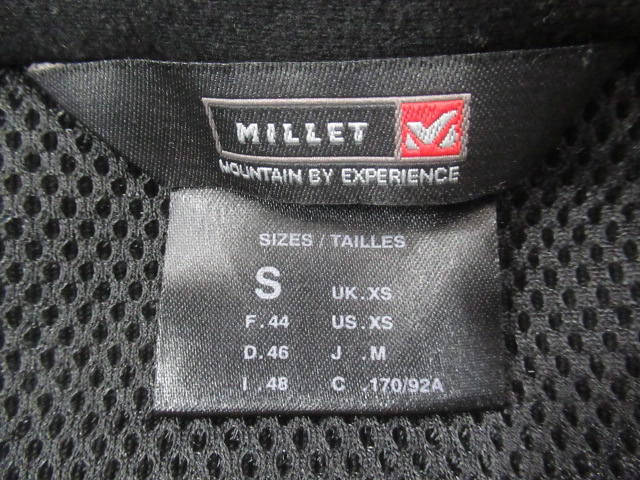 MILLET
MOUNTAIN BY EXPERIENCE
SIZES / TAILLES
S UK.XS
F.44 US.XS
D.46 J .M
I .48 C .170/92A